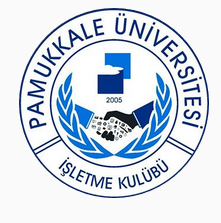 PAMUKKALE ÜNİVERSİTESİ
2005
İŞLETME KULÜBÜ